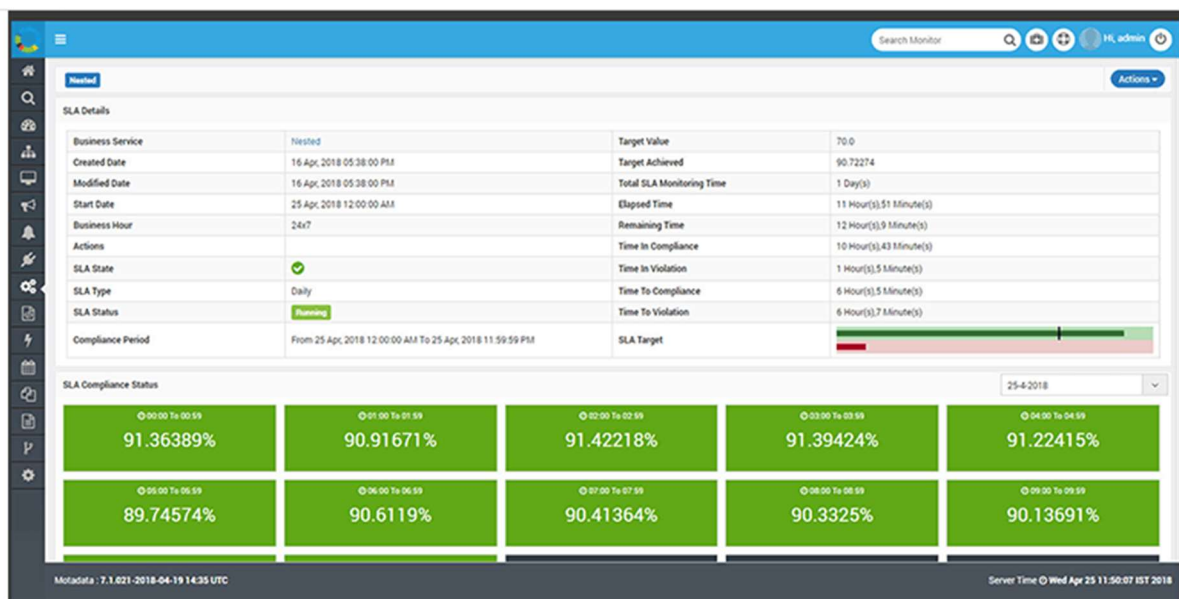 Search Monitor
Hi, admin
Nested
Actions
SLA Details
Business Service Nested Target Value 70.0
Created Date 16 Apr, 2018 05:38:00 PM Target Achieved 90.72274
Modified Date 16 Apr, 2018 05:38:00 PM Total SLA Monitoring Time 1 Day(s)
Start Date 25 Apr, 2018 12:00:00 AM Elapsed Time 11 Hour(s),51 Minute(s)
Business Hour 24x7 Remaining Time 12 Hour(s),9 Minute(s)
Actions Time In Compliance 10 Hour(s),43 Minute(s)
SLA State Time In Violation 1 Hour(s),5 Minute(s)
SLA Type Daily Time To Compliance 6 Hour(s),5 Minute(s)
SLA Status Running Time To Violation 6 Hour(s),7 Minute(s)
Compliance Period From 25 Apr, 2018 12:00:00 AM To 25 Apr, 2018 11:59:59 PM SLA Target
SLA Compliance Status 25-4-2018
00:00 To 00:59 01:00 To 01:59 02:00 To 02:59 03:00 To 03:59 04:00 To 04:59
91.36389% 90.91671% 91.42218% 91.39424% 91.22415%
05:00 To 05:59 06:00 To 06:59 07:00 To 07:59 08:00 To 08:59 09:00 To 09:59
89.74574% 90.6119% 90.41364% 90.3325% 90.13691%
Motadata : 7.1.021-2018-04-19 14:35 UTC Server Time Wed Apr 25 11:50:07 IST 2018